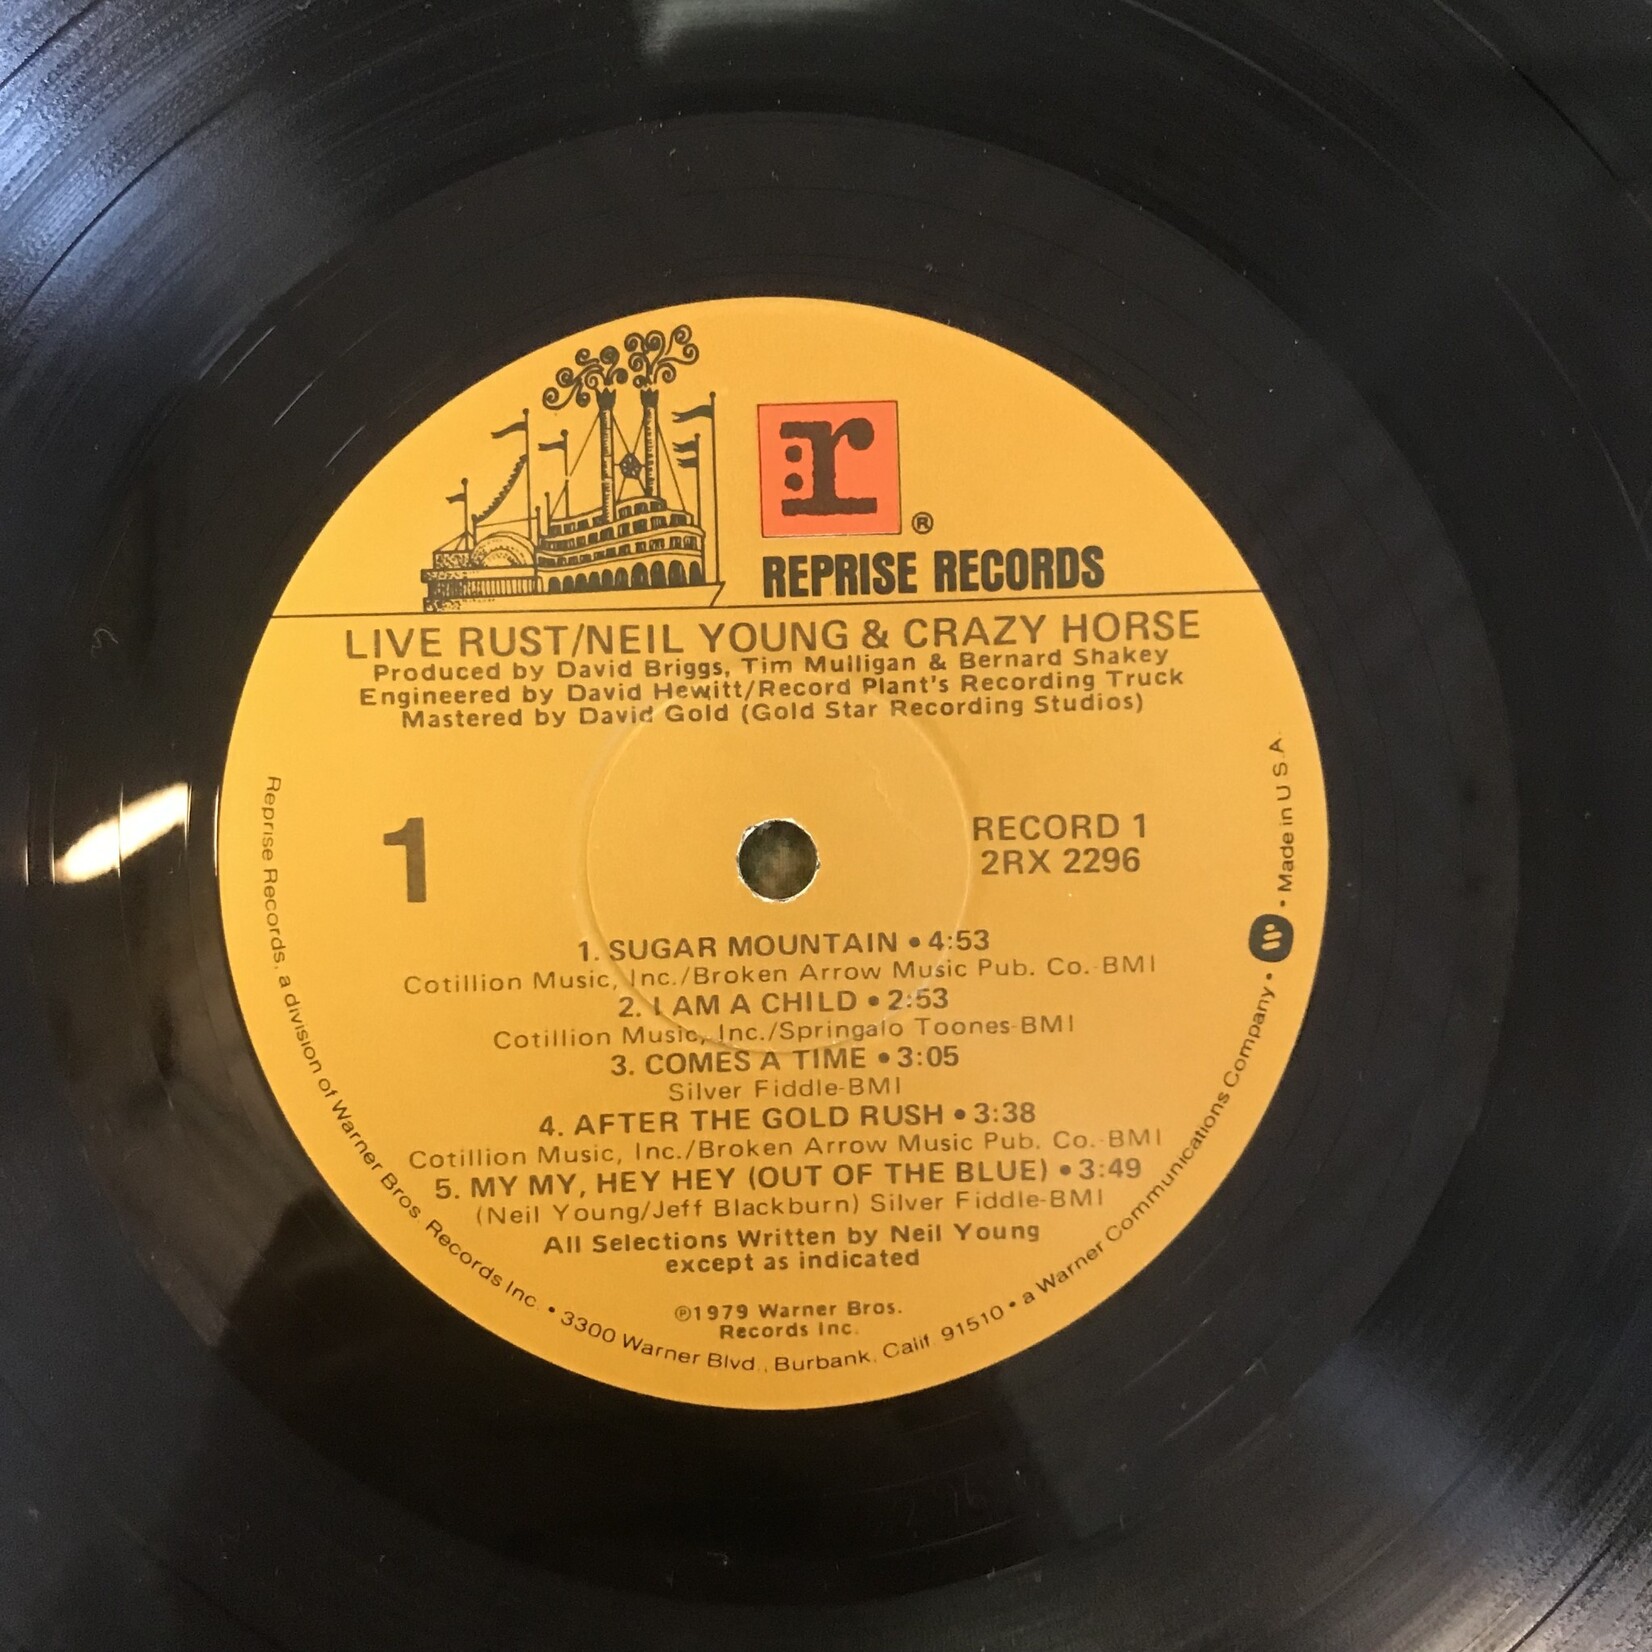 r
®
REPRISE RECORDS
LIVE RUST/NEIL YOUNG & CRAZY HORSE
Produced by David Briggs, Tim Mulligan & Bernard Shakey
Engineered by David Hewitt/Record Plant's Recording Truck
Mastered by David Gold (Gold Star Recording Studios)
1
RECORD 1
2RX 2296
1. SUGAR MOUNTAIN • 4:53
Cotillion Music, Inc./Broken Arrow Music Pub. Co.-BMI
2. I AM A CHILD • 2:53
Cotillion Music, Inc./Springalo Toones-BMI
3. COMES A TIME • 3:05
Silver Fiddle-BMI
4. AFTER THE GOLD RUSH • 3:38
Cotillion Music, Inc./Broken Arrow Music Pub. Co.-BMI
5. MY MY, HEY HEY (OUT OF THE BLUE) • 3:49
(Neil Young/Jeff Blackburn) Silver Fiddle-BMI
All Selections Written by Neil Young
except as indicated
℗1979 Warner Bros.
Records Inc.
Reprise Records, a division of Warner Bros. Records Inc. • 3300 Warner Blvd., Burbank, Calif. 91510 • a Warner Communications Company • W • Made in U.S.A.